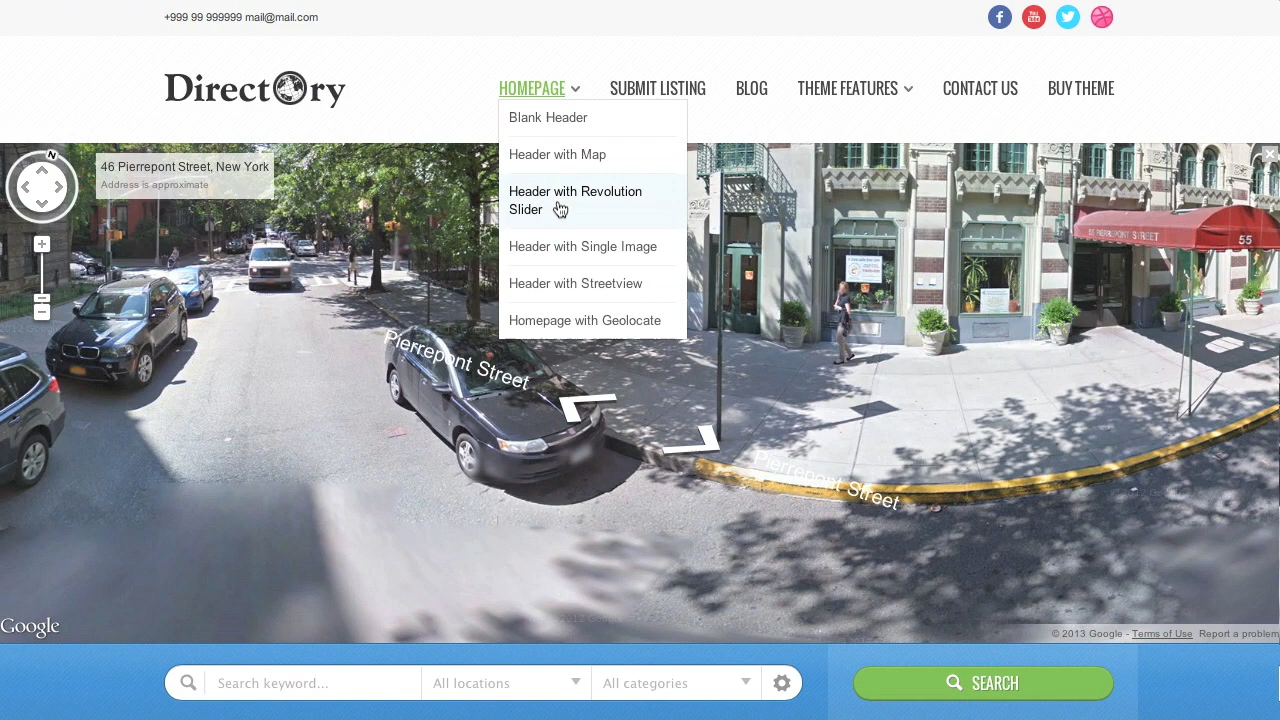 +999 99 999999 mail@mail.com
Directory
HOMEPAGE
SUBMIT LISTING
BLOG
THEME FEATURES
CONTACT US
BUY THEME
Blank Header
Header with Map
Header with Revolution
Slider
Header with Single Image
Header with Streetview
Homepage with Geolocate
N
46 Pierrepont Street, New York
Address is approximate
55 PIERREPONT STREET
55
Pierrepont Street
Pierrepont Street
Google
© 2013 Google - Terms of Use Report a problem
Search keyword...
All locations
All categories
SEARCH